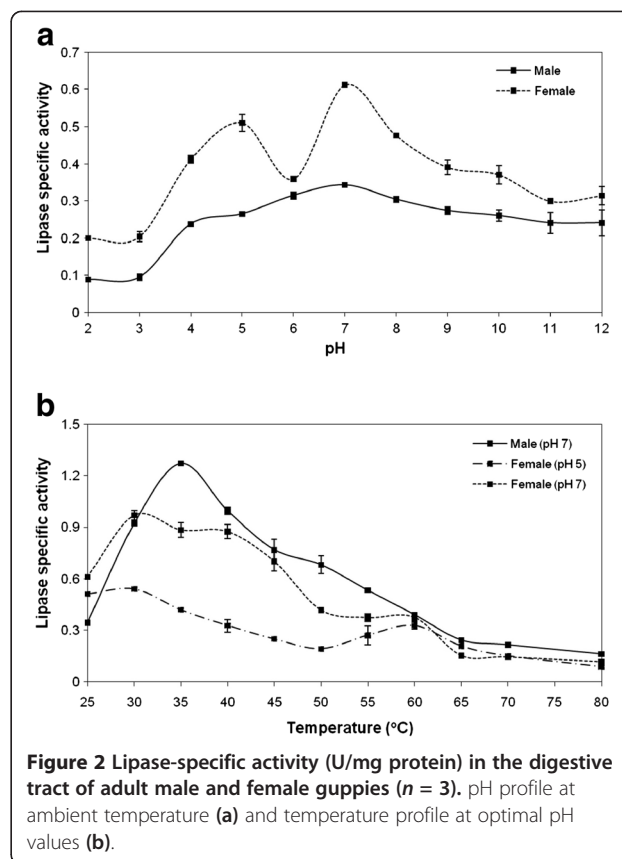 a
0.7
0.6
0.5
0.4
0.3
0.2
0.1
0
Lipase specific activity
Male
Female
2 3 4 5 6 7 8 9 10 11 12
pH
b
1.5
1.2
0.9
0.6
0.3
0.0
Lipase specific activity
Male (pH 7)
Female (pH 5)
Female (pH 7)
25 30 35 40 45 50 55 60 65 70 80
Temperature (°C)
Figure 2 Lipase-specific activity (U/mg protein) in the digestive
tract of adult male and female guppies (n = 3). pH profile at
ambient temperature (a) and temperature profile at optimal pH
values (b).